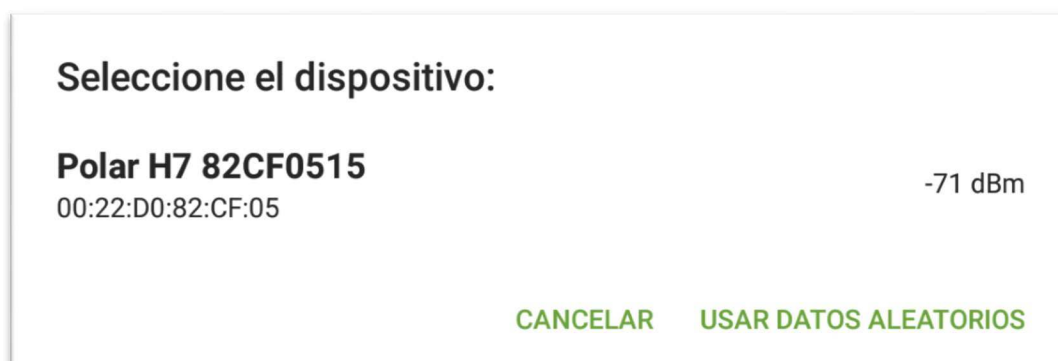 Seleccione el dispositivo:
Polar H7 82CF0515
-71 dBm
00:22:D0:82:CF:05
CANCELAR USAR DATOS ALEATORIOS